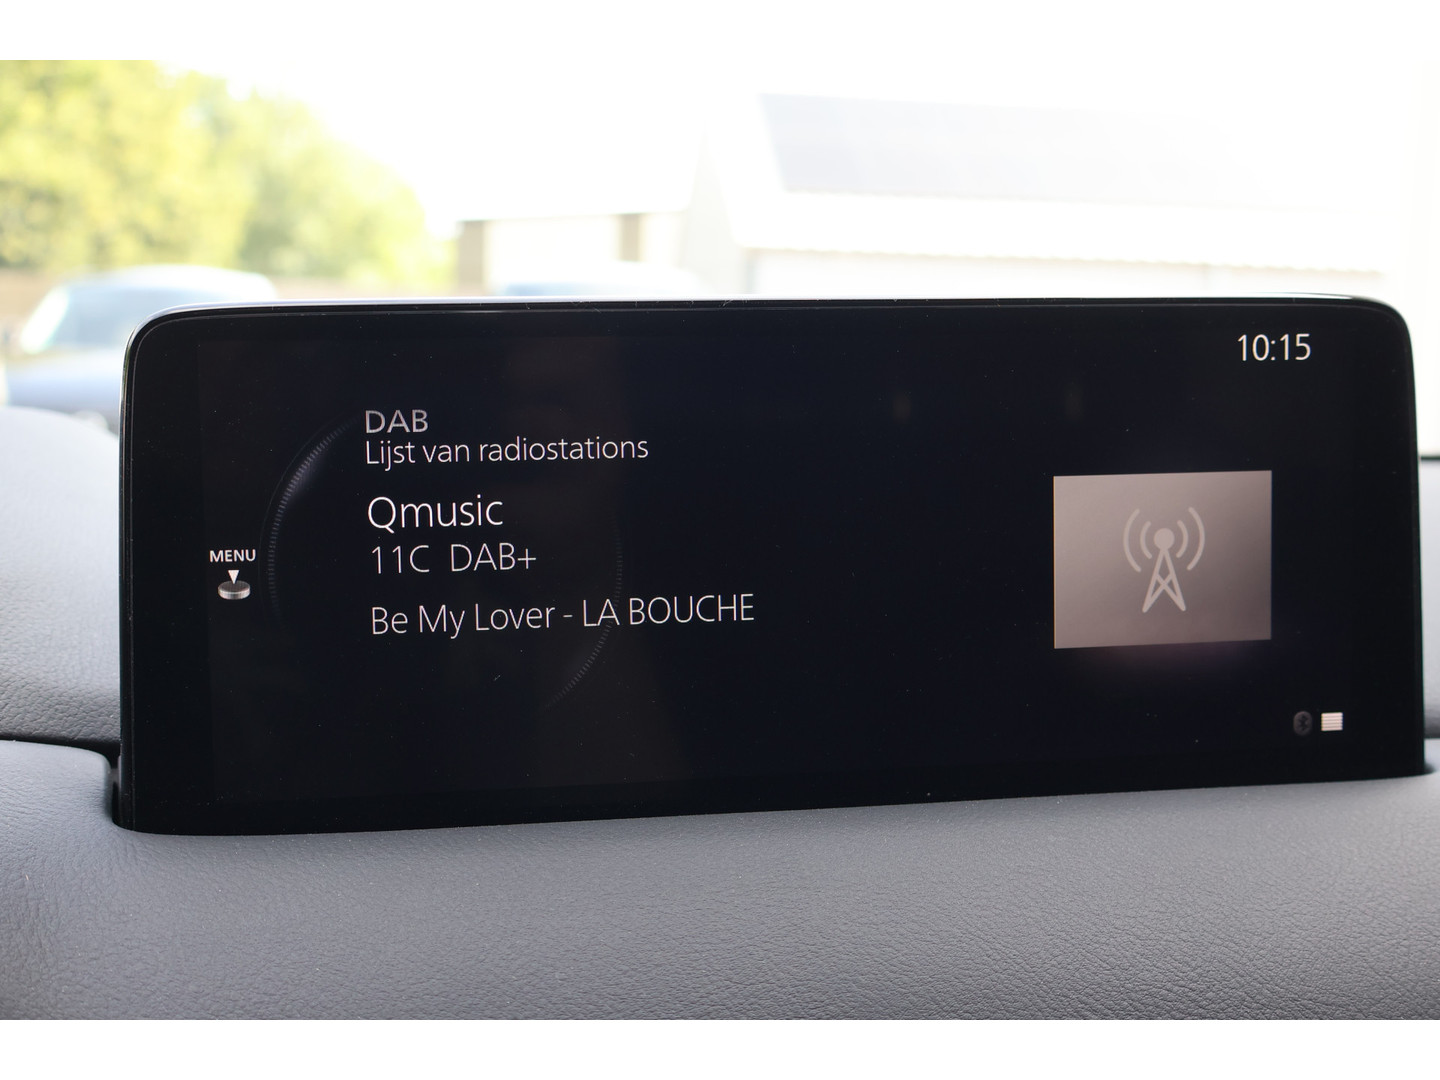 10:15
DAB
Lijst van radiostations
Qmusic
11C DAB+
Be My Lover - LA BOUCHE
MENU